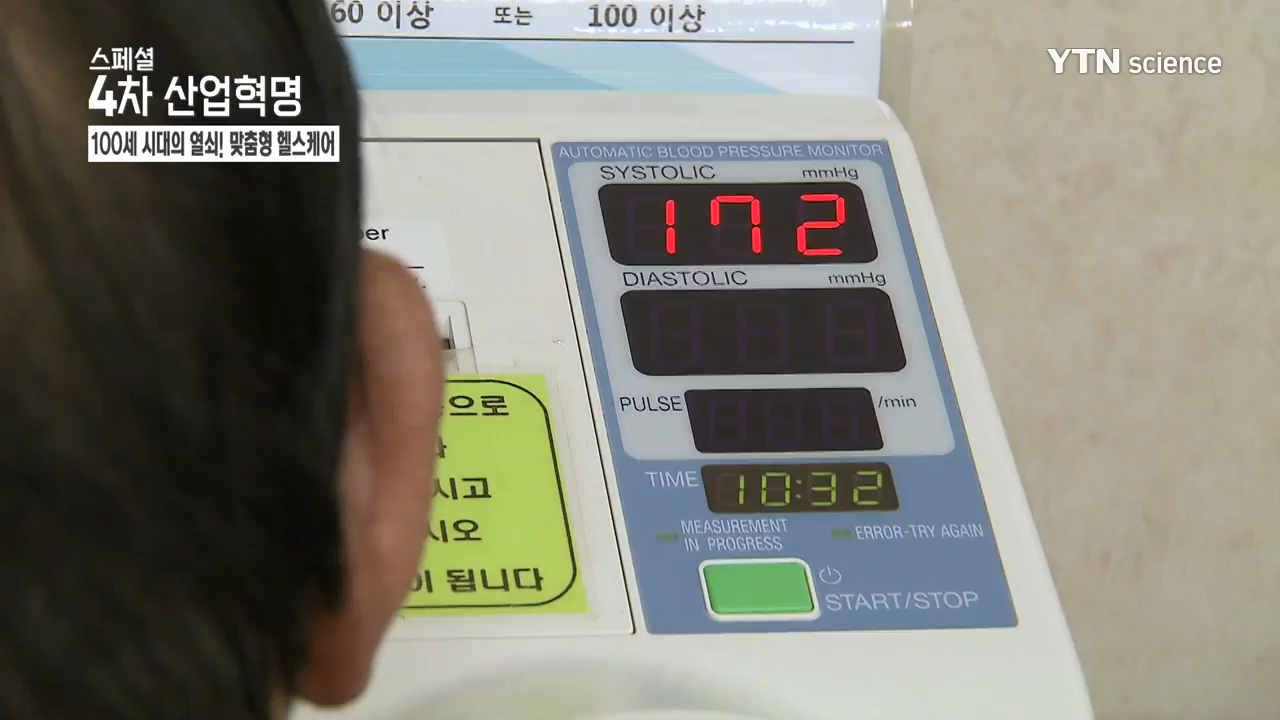 60 이상 또는 100 이상
스페셜
4차 산업혁명
100세 시대의 열쇠! 맞춤형 헬스케어
YTN science
AUTOMATIC BLOOD PRESSURE MONITOR
SYSTOLIC mmHg
172
DIASTOLIC mmHg
PULSE /min
TIME 10:32
MEASUREMENT
IN PROGRESS
ERROR-TRY AGAIN
START/STOP
으로
시고
시오
됩니다